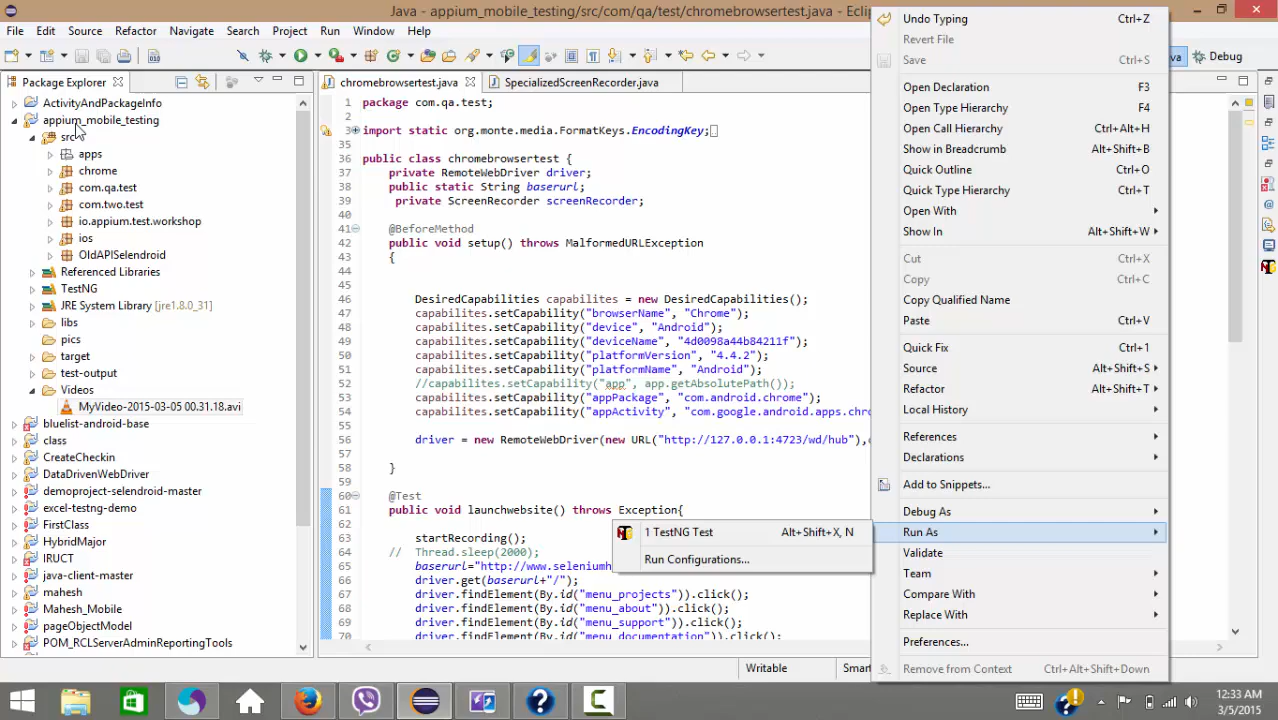 Java - appium_mobile_testing/src/com/qa/test/chromebrowsertest.java - Eclip
File Edit Source Refactor Navigate Search Project Run Window Help
Debug
Package Explorer
ActivityAndPackageInfo
appium_mobile_testing
src
apps
chrome
com.qa.test
com.two.test
io.appium.test.workshop
ios
OldAPISelendroid
Referenced Libraries
TestNG
JRE System Library [jre1.8.0_31]
libs
pics
target
test-output
Videos
MyVideo-2015-03-05 00.31.18.avi
bluelist-android-base
class
CreateCheckin
DataDrivenWebDriver
demoproject-selendroid-master
excel-testng-demo
FirstClass
HybridMajor
IRUCT
java-client-master
mahesh
Mahesh_Mobile
pageObjectModel
POM_RCLServerAdminReportingTools
chromebrowsertest.java
SpecializedScreenRecorder.java
1 package com.qa.test;
2
3 import static org.monte.media.FormatKeys.EncodingKey;
35
36 public class chromebrowsertest {
37 private RemoteWebDriver driver;
38 public static String baserurl;
39 private ScreenRecorder screenRecorder;
40
41 @BeforeMethod
42 public void setup() throws MalformedURLException
43 {
44
45
46 DesiredCapabilities capabilites = new DesiredCapabilities();
47 capabilites.setCapability("browserName", "Chrome");
48 capabilites.setCapability("device", "Android");
49 capabilites.setCapability("deviceName", "4d0098a44b84211f");
50 capabilites.setCapability("platformVersion", "4.4.2");
51 capabilites.setCapability("platformName", "Android");
52 //capabilites.setCapability("app", app.getAbsolutePath());
53 capabilites.setCapability("appPackage", "com.android.chrome");
54 capabilites.setCapability("appActivity", "com.google.android.apps.chr
55
56 driver = new RemoteWebDriver(new URL("http://127.0.0.1:4723/wd/hub"),
57
58 }
59
60 @Test
61 public void launchwebsite() throws Exception{
62
63 startRecording();
64 // Thread.sleep(2000);
65 baserurl="http://www.seleniumh
66 driver.get(baserurl+"/");
67 driver.findElement(By.id("menu_projects")).click();
68 driver.findElement(By.id("menu_about")).click();
69 driver.findElement(By.id("menu_support")).click();
70 driver.findElement(By.id("menu_documentation")).click();
1 TestNG Test Alt+Shift+X, N
Run Configurations...
Undo Typing Ctrl+Z
Revert File
Save Ctrl+S
Open Declaration F3
Open Type Hierarchy F4
Open Call Hierarchy Ctrl+Alt+H
Show in Breadcrumb Alt+Shift+B
Quick Outline Ctrl+O
Quick Type Hierarchy Ctrl+T
Open With
Show In Alt+Shift+W
Cut Ctrl+X
Copy Ctrl+C
Copy Qualified Name
Paste Ctrl+V
Quick Fix Ctrl+1
Source Alt+Shift+S
Refactor Alt+Shift+T
Local History
References
Declarations
Add to Snippets...
Debug As
Run As
Validate
Team
Compare With
Replace With
Preferences...
Remove from Context Ctrl+Alt+Shift+Down
Writable
Smar
12:33 AM
3/5/2015